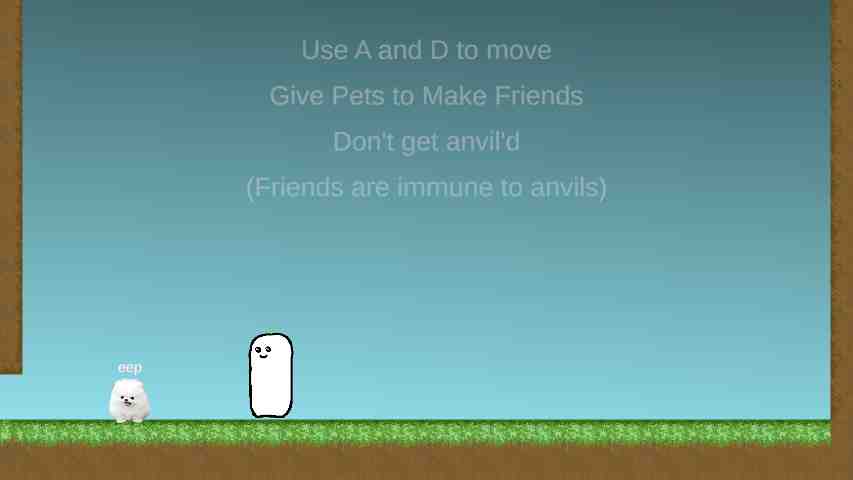 Use A and D to move
Give Pets to Make Friends
Don't get anvil'd
(Friends are immune to anvils)
eep